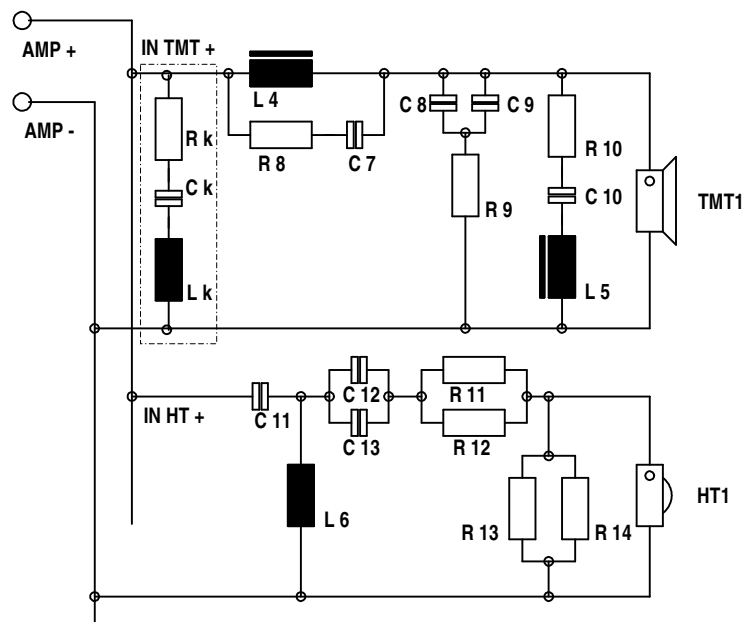 AMP +
IN TMT +
AMP -
L 4
C 8
C 9
R k
R 8
C 7
R 10
C k
R 9
C 10
TMT1
L k
L 5
IN HT +
C 11
C 12
R 11
C 13
R 12
L 6
R 13
R 14
HT1